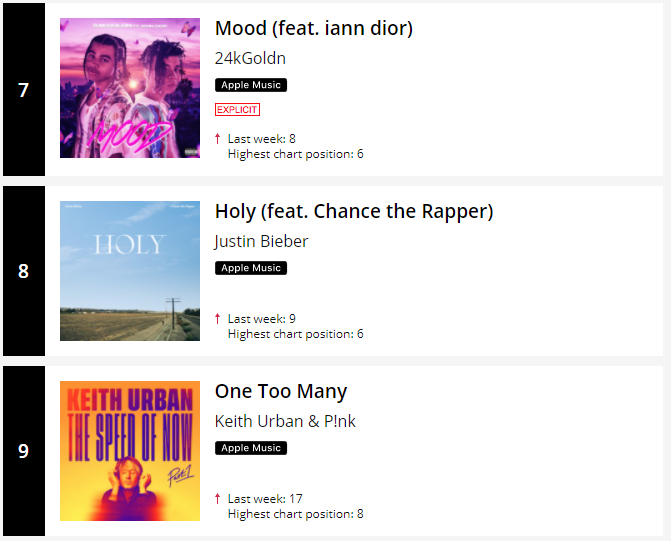 7
MOOD
Mood (feat. iann dior)
24kGoldn
Apple Music
EXPLICIT
↑ Last week: 8
Highest chart position: 6
8
HOLY
Holy (feat. Chance the Rapper)
Justin Bieber
Apple Music
↑ Last week: 9
Highest chart position: 6
9
KEITH URBAN
THE SPEED OF NOW
Part 1
One Too Many
Keith Urban & P!nk
Apple Music
↑ Last week: 17
Highest chart position: 8